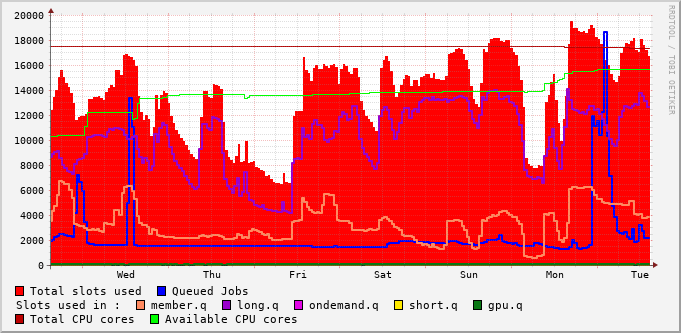 20000
18000
16000
14000
12000
10000
8000
6000
4000
2000
0
Wed Thu Fri Sat Sun Mon Tue
RRDTOOL / TOBI OETIKER
Total slots used Queued Jobs
Slots used in : member.q long.q ondemand.q short.q gpu.q
Total CPU cores Available CPU cores